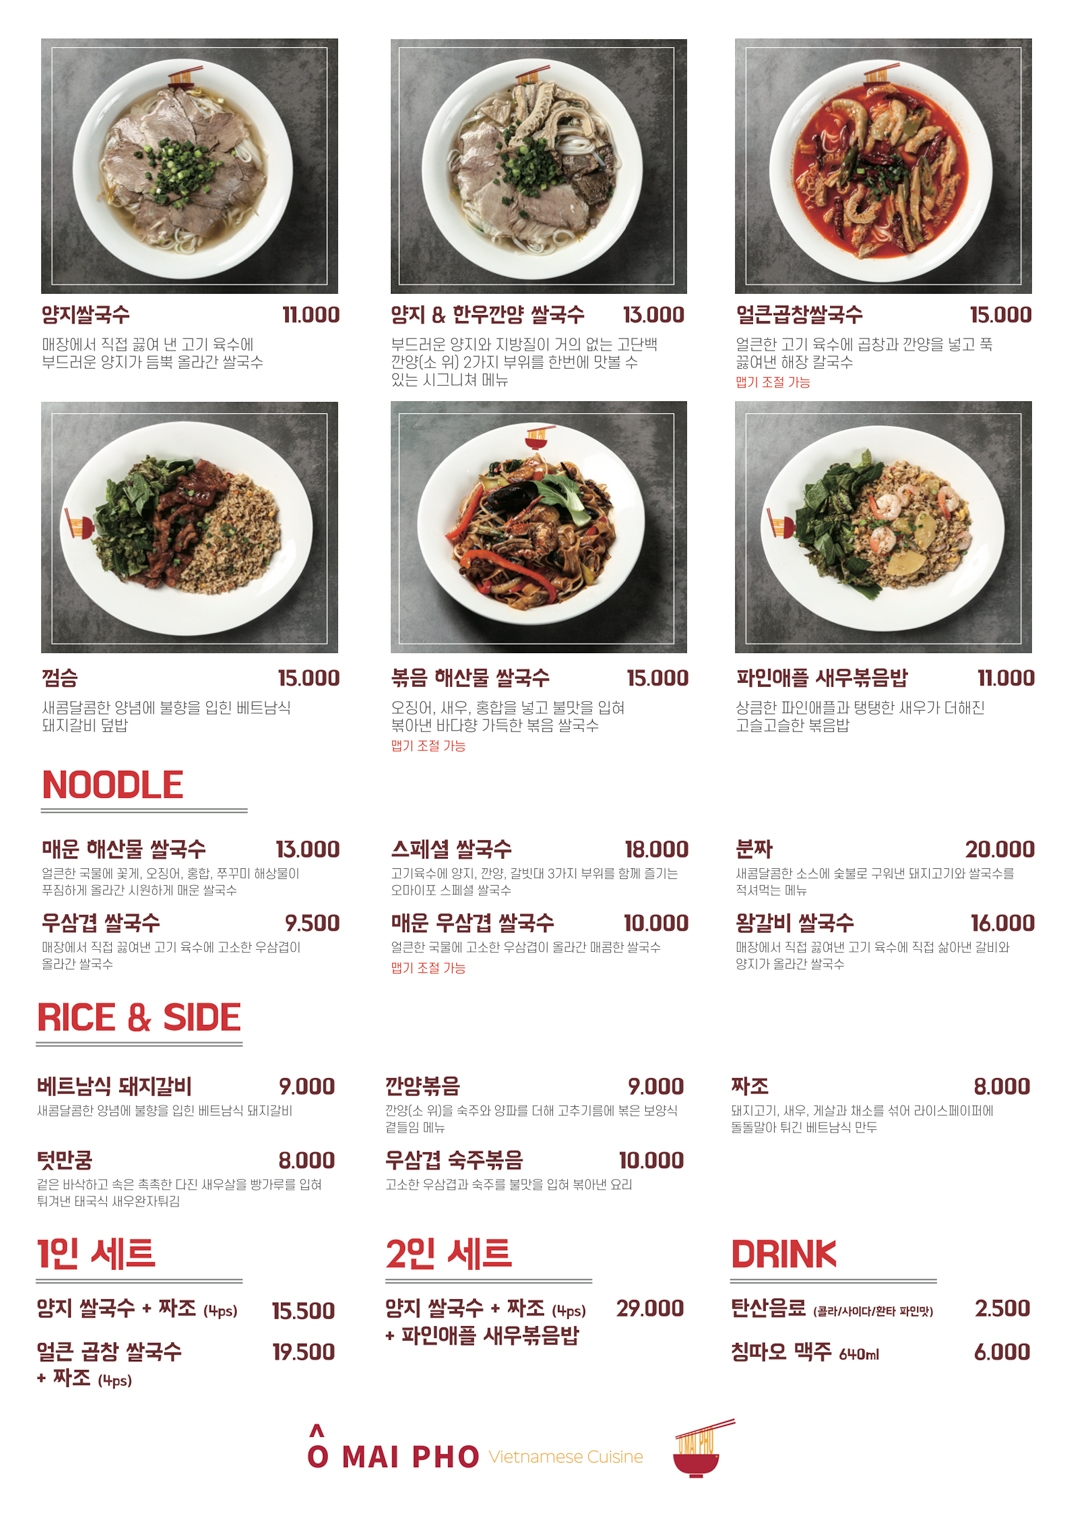 양지쌀국수 11.000
매장에서 직접 끓여 낸 고기 육수에
부드러운 양지가 듬뿍 올라간 쌀국수
양지 & 한우깐양 쌀국수 13.000
부드러운 양지와 지방질이 거의 없는 고단백
깐양(소 위) 2가지 부위를 한번에 맛볼 수
있는 시그니쳐 메뉴
얼큰곱창쌀국수 15.000
얼큰한 고기 육수에 곱창과 깐양을 넣고 푹
끓여낸 해장 칼국수
맵기 조절 가능
껌승 15.000
새콤달콤한 양념에 불향을 입힌 베트남식
돼지갈비 덮밥
볶음 해산물 쌀국수 15.000
오징어, 새우, 홍합을 넣고 불맛을 입혀
볶아낸 바다향 가득한 볶음 쌀국수
맵기 조절 가능
파인애플 새우볶음밥 11.000
상큼한 파인애플과 탱탱한 새우가 더해진
고슬고슬한 볶음밥
NOODLE
매운 해산물 쌀국수 13.000
얼큰한 국물에 꽃게, 오징어, 홍합, 쭈꾸미 해상물이
푸짐하게 올라간 시원하게 매운 쌀국수
스페셜 쌀국수 18.000
고기육수에 양지, 깐양, 갈빗대 3가지 부위를 함께 즐기는
오마이포 스페셜 쌀국수
분짜 20.000
새콤달콤한 소스에 숯불로 구워낸 돼지고기와 쌀국수를
적셔먹는 메뉴
우삼겹 쌀국수 9.500
매장에서 직접 끓여낸 고기 육수에 고소한 우삼겹이
올라간 쌀국수
매운 우삼겹 쌀국수 10.000
얼큰한 국물에 고소한 우삼겹이 올라간 매콤한 쌀국수
맵기 조절 가능
왕갈비 쌀국수 16.000
매장에서 직접 끓여낸 고기 육수에 직접 삶아낸 갈비와
양지가 올라간 쌀국수
RICE & SIDE
베트남식 돼지갈비 9.000
새콤달콤한 양념에 불향을 입힌 베트남식 돼지갈비
깐양볶음 9.000
깐양(소 위)을 숙주와 양파를 더해 고추기름에 볶은 보양식
곁들임 메뉴
짜조 8.000
돼지고기, 새우, 게살과 채소를 섞어 라이스페이퍼에
돌돌말아 튀긴 베트남식 만두
텃만쿵 8.000
겉은 바삭하고 속은 촉촉한 다진 새우살을 빵가루를 입혀
튀겨낸 태국식 새우완자튀김
우삼겹 숙주볶음 10.000
고소한 우삼겹과 숙주를 불맛을 입혀 볶아낸 요리
1인 세트
양지 쌀국수 + 짜조 (4ps) 15.500
얼큰 곱창 쌀국수 19.500
+ 짜조 (4ps)
2인 세트
양지 쌀국수 + 짜조 (4ps) 29.000
+ 파인애플 새우볶음밥
DRINK
탄산음료 (콜라/사이다/환타 파인맛) 2.500
칭따오 맥주 640ml 6.000
Ô MAI PHO Vietnamese Cuisine
O MAI PHO